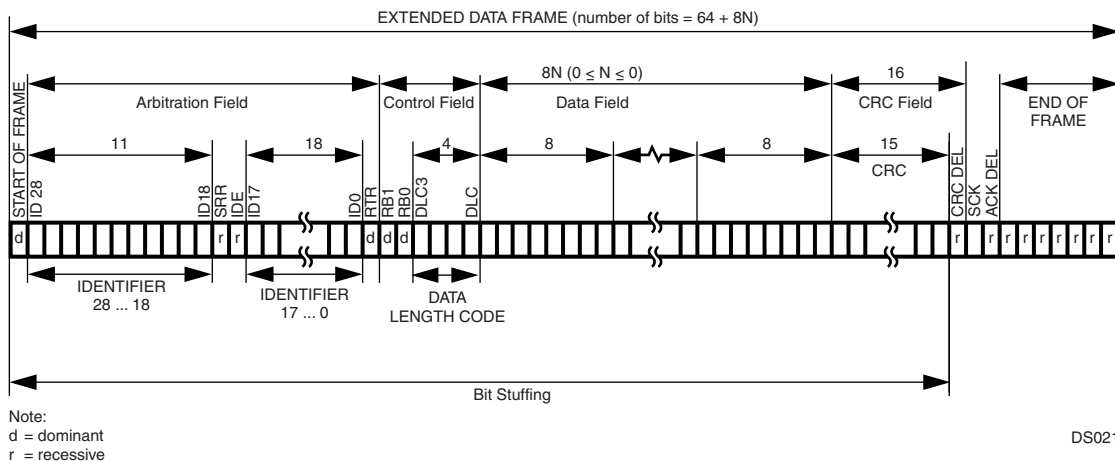 EXTENDED DATA FRAME (number of bits = 64 + 8N)
8N (0 ≤ N ≤ 0)
16
Arbitration Field
Control Field
Data Field
CRC Field
END OF
FRAME
11
18
4
8
8
15
CRC
START OF FRAME
ID 28
ID18
SRR
IDE
ID17
ID0
RTR
RB1
RB0
DLC3
DLC
CRC DEL
SCK
ACK DEL
d r r d d d r r r r r r r r r
IDENTIFIER
28 ... 18
IDENTIFIER
17 ... 0
DATA
LENGTH CODE
Bit Stuffing
Note:
d = dominant
r = recessive
DS021